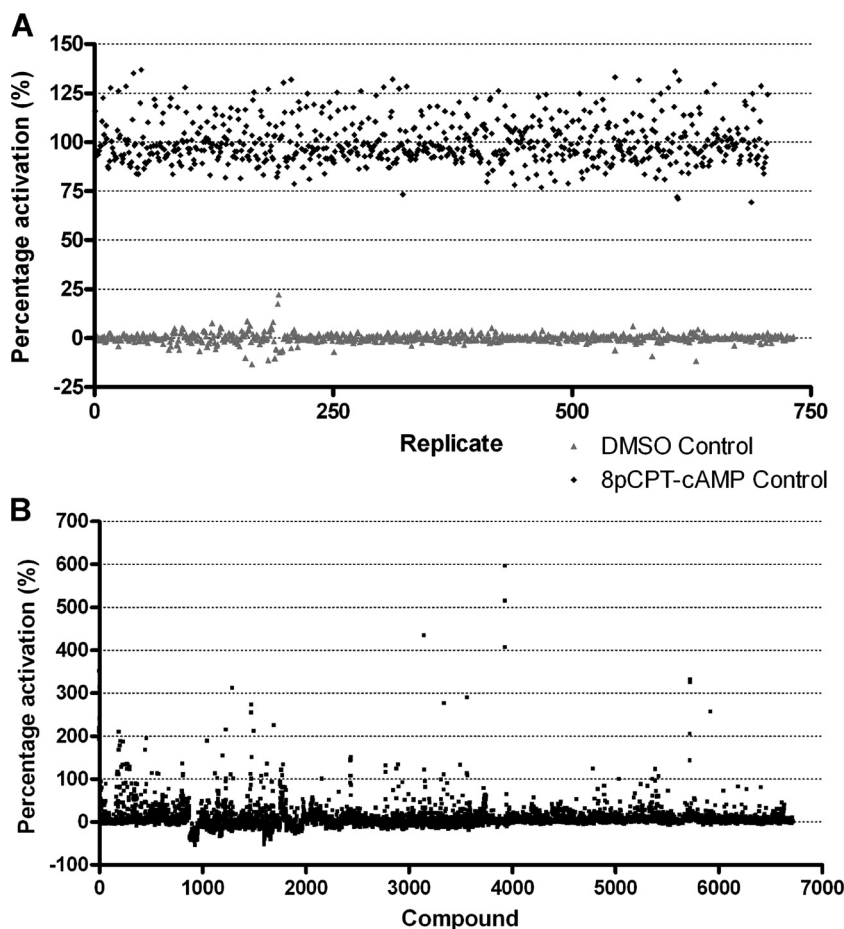 A
Percentage activation (%)
150
125
100
75
50
25
0
-25
0 250 500 750
Replicate
DMSO Control
8pCPT-cAMP Control
B
Percentage activation (%)
700
600
500
400
300
200
100
0
-100
0 1000 2000 3000 4000 5000 6000 7000
Compound